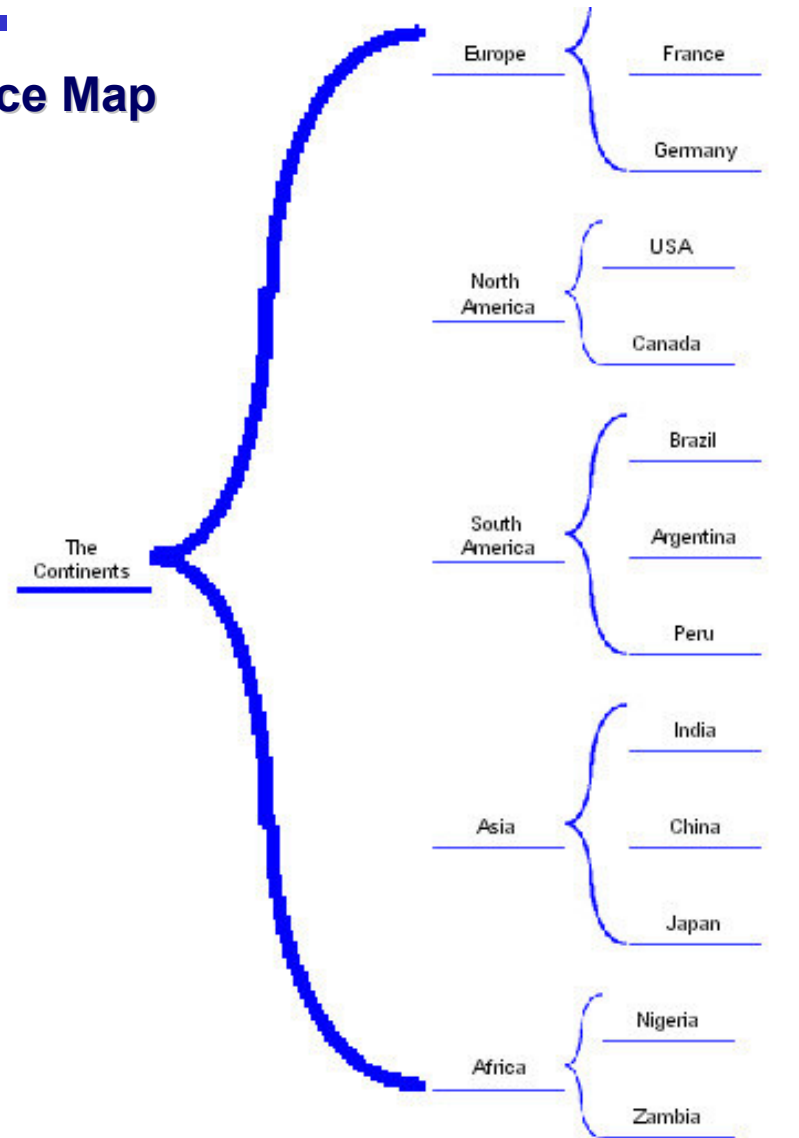 ce Map
The
Continents
Europe
France
Germany
North
America
USA
Canada
South
America
Brazil
Argentina
Peru
Asia
India
China
Japan
Africa
Nigeria
Zambia